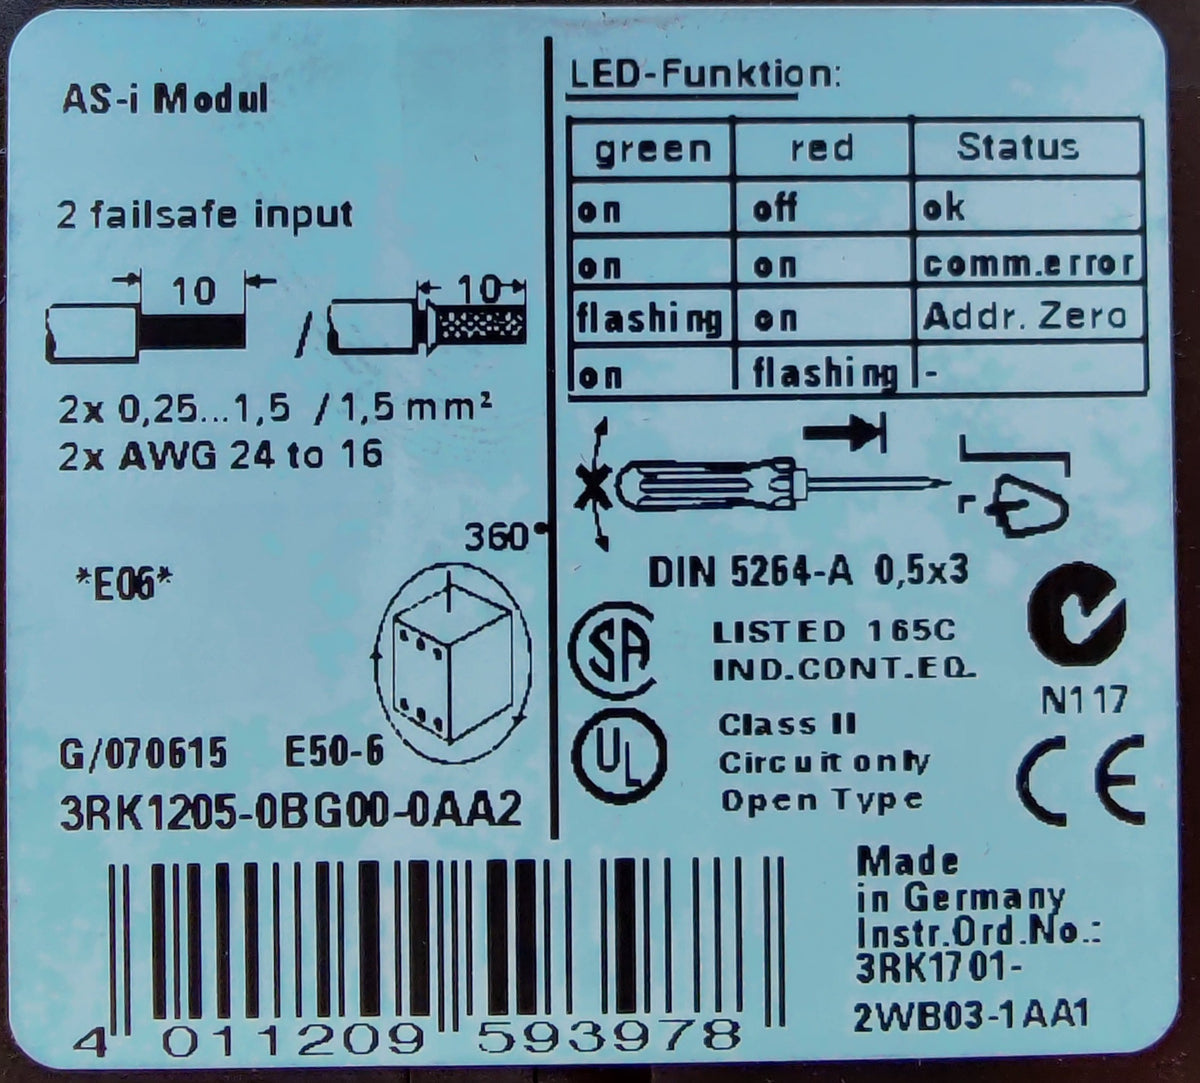 AS-i Modul
2 failsafe input
10 / 10
2x 0,25...1,5 / 1,5 mm²
2x AWG 24 to 16
360°
*E06*
G/070615 E50-6
3RK1205-0BG00-0AA2
LED-Funktion:
green red Status
on off ok
on on comm.error
flashing on Addr. Zero
on flashing -
r
DIN 5264-A 0,5x3
SA LISTED 165C
IND.CONT.EQ.
N117
UL Class II
Circuit only
Open Type
CE
4 011209 593978
Made
in Germany
Instr.Ord.No.:
3RK1701-
2WB03-1AA1